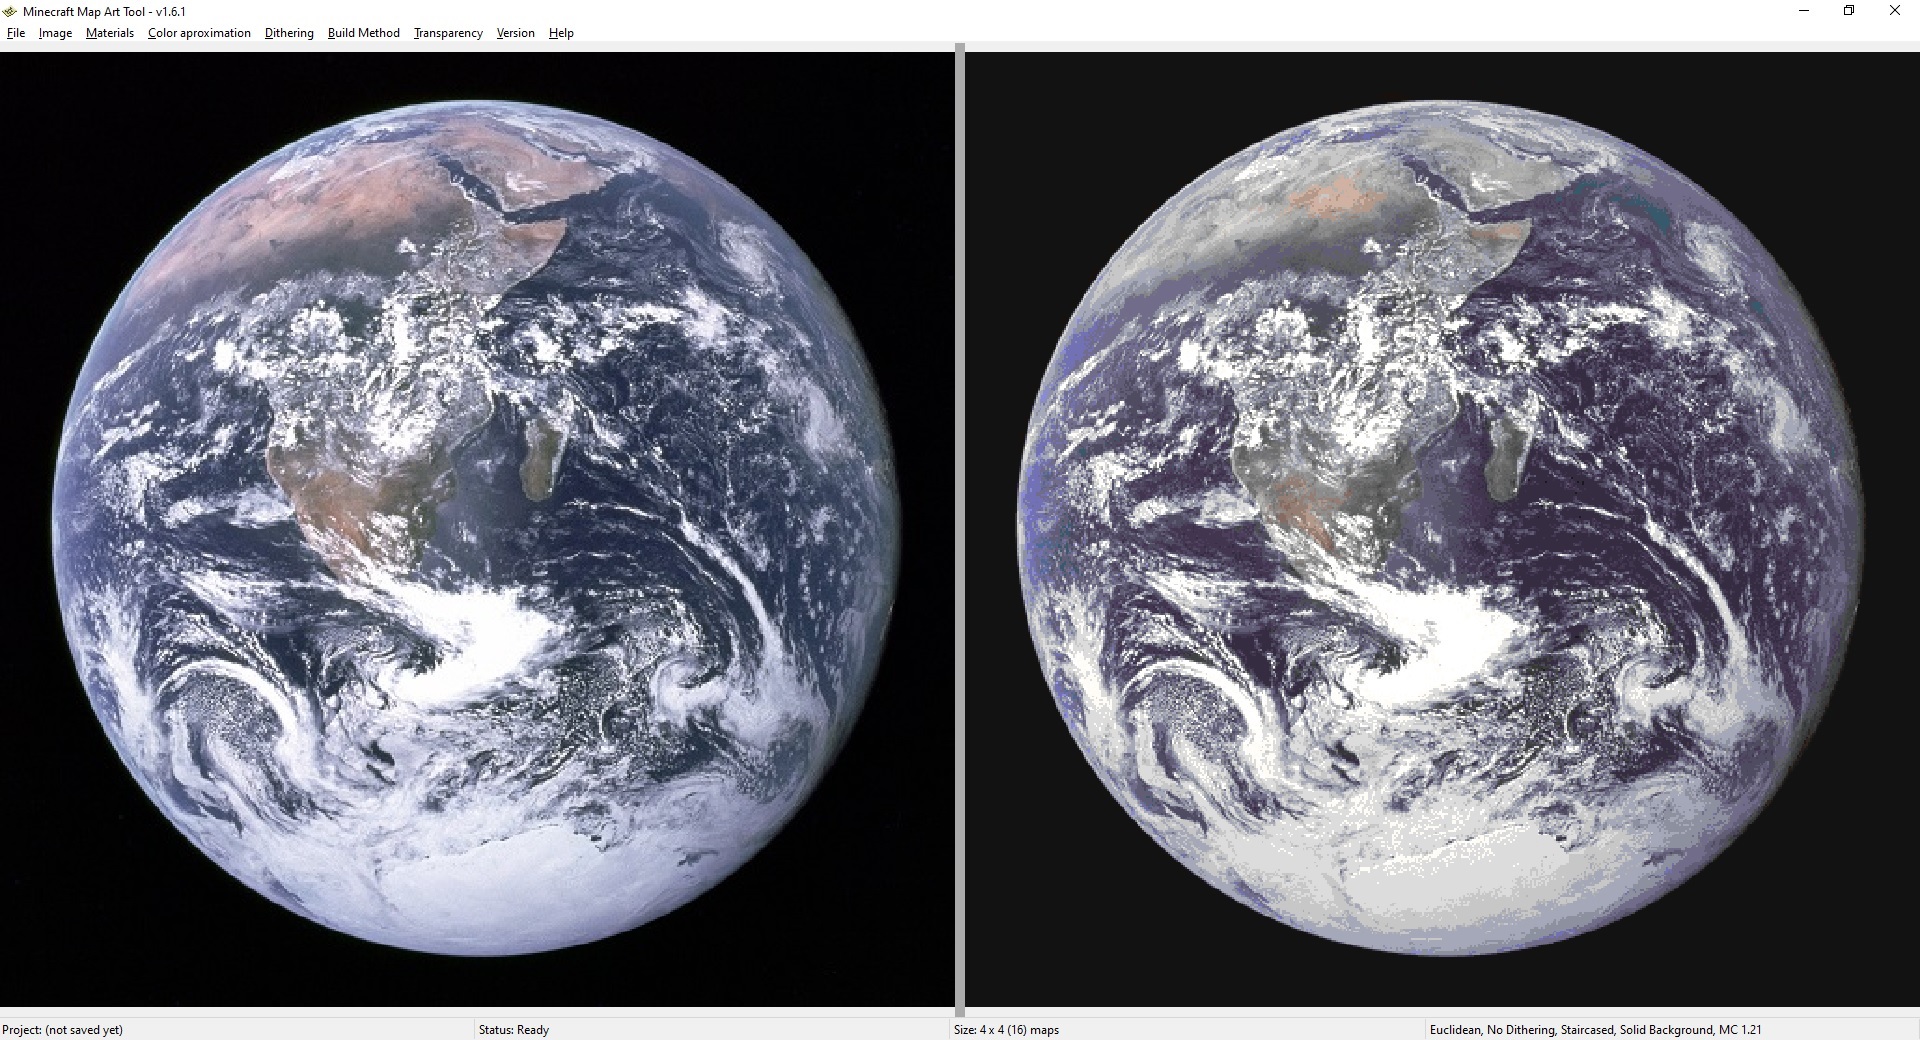 Minecraft Map Art Tool - v1.6.1
File Image Materials Color aproximation Dithering Build Method Transparency Version Help
Project: (not saved yet) Status: Ready Size: 4 x 4 (16) maps Euclidean, No Dithering, Staircased, Solid Background, MC 1.21